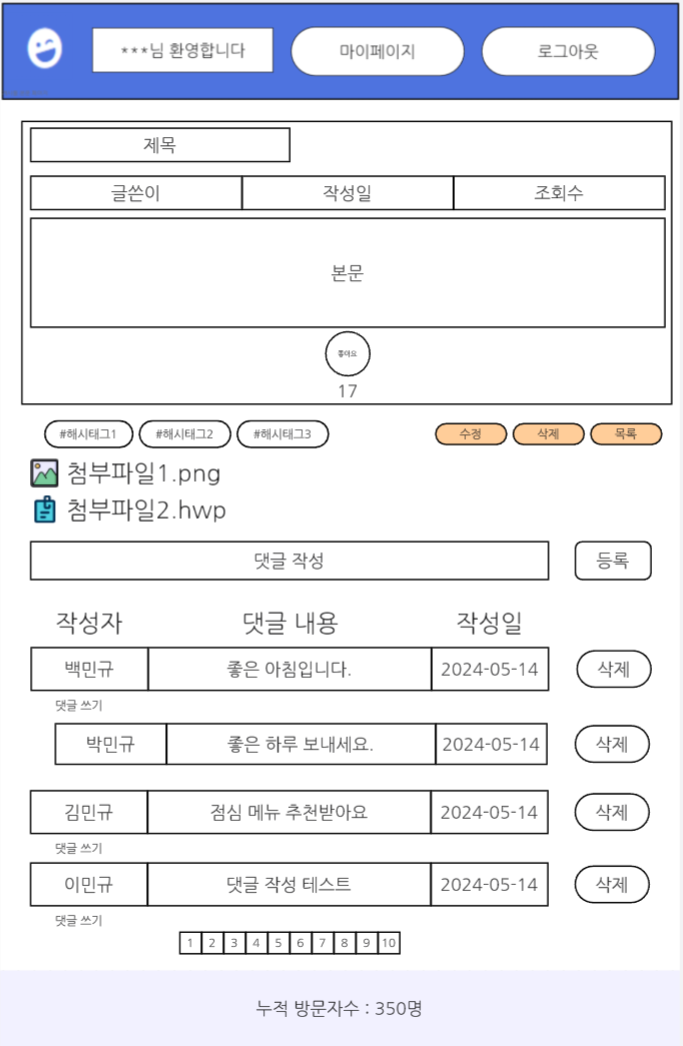 ***님 환영합니다 마이페이지 로그아웃
제목
글쓴이 작성일 조회수
본문
좋아요
17
#해시태그1 #해시태그2 #해시태그3 수정 삭제 목록
첨부파일1.png
첨부파일2.hwp
댓글 작성 등록
작성자 댓글 내용 작성일
백민규 좋은 아침입니다. 2024-05-14 삭제
댓글 쓰기
박민규 좋은 하루 보내세요. 2024-05-14 삭제
김민규 점심 메뉴 추천받아요 2024-05-14 삭제
댓글 쓰기
이민규 댓글 작성 테스트 2024-05-14 삭제
댓글 쓰기
1 2 3 4 5 6 7 8 9 10
누적 방문자수 : 350명